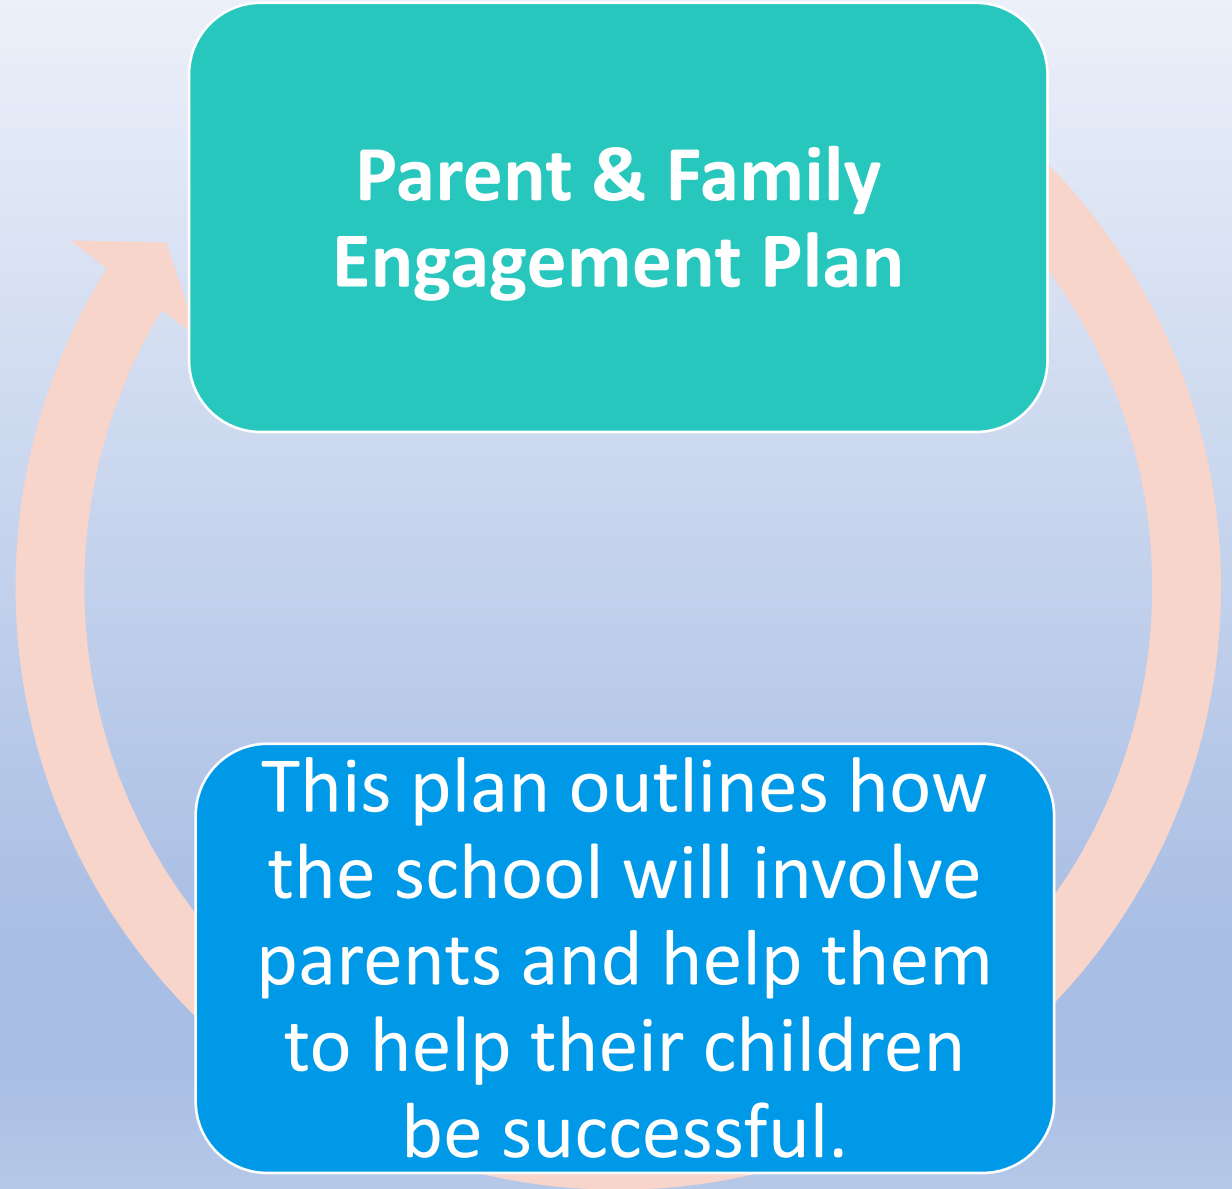 Parent & Family
Engagement Plan
This plan outlines how
the school will involve
parents and help them
to help their children
be successful.